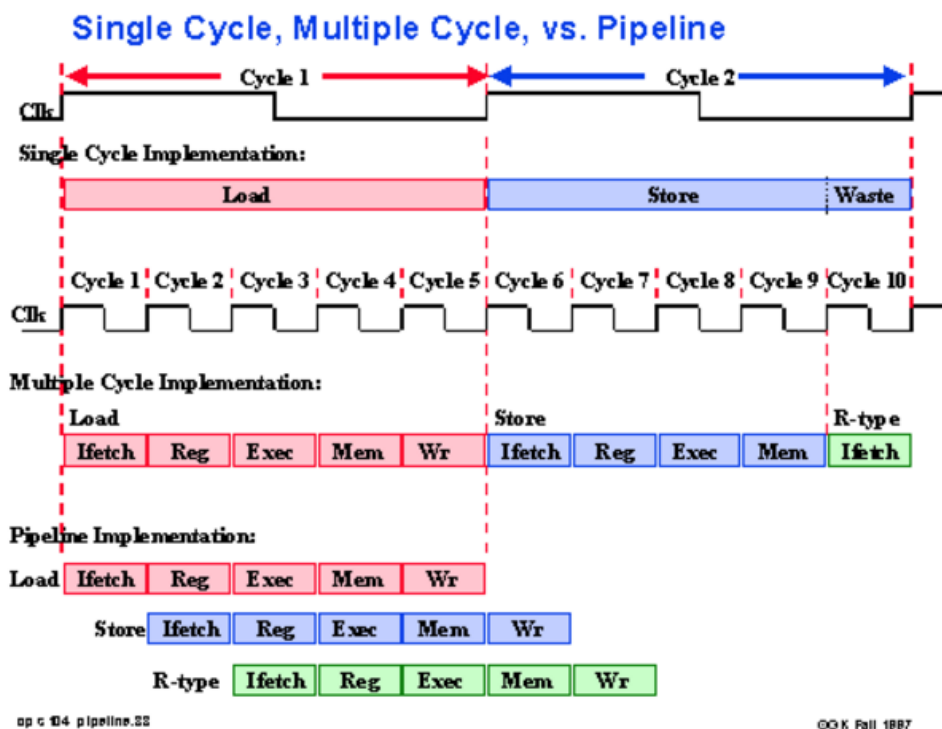 Single Cycle, Multiple Cycle, vs. Pipeline
Cycle 1 Cycle 2
Clk
Single Cycle Implementation:
Load Store Waste
Cycle 1 Cycle 2 Cycle 3 Cycle 4 Cycle 5 Cycle 6 Cycle 7 Cycle 8 Cycle 9 Cycle 10
Clk
Multiple Cycle Implementation:
Load Store R-type
Ifetch Reg Exec Mem Wr Ifetch Reg Exec Mem Ifetch
Pipeline Implementation:
Load Ifetch Reg Exec Mem Wr
Store Ifetch Reg Exec Mem Wr
R-type Ifetch Reg Exec Mem Wr
pipeline.22 Fall 1997